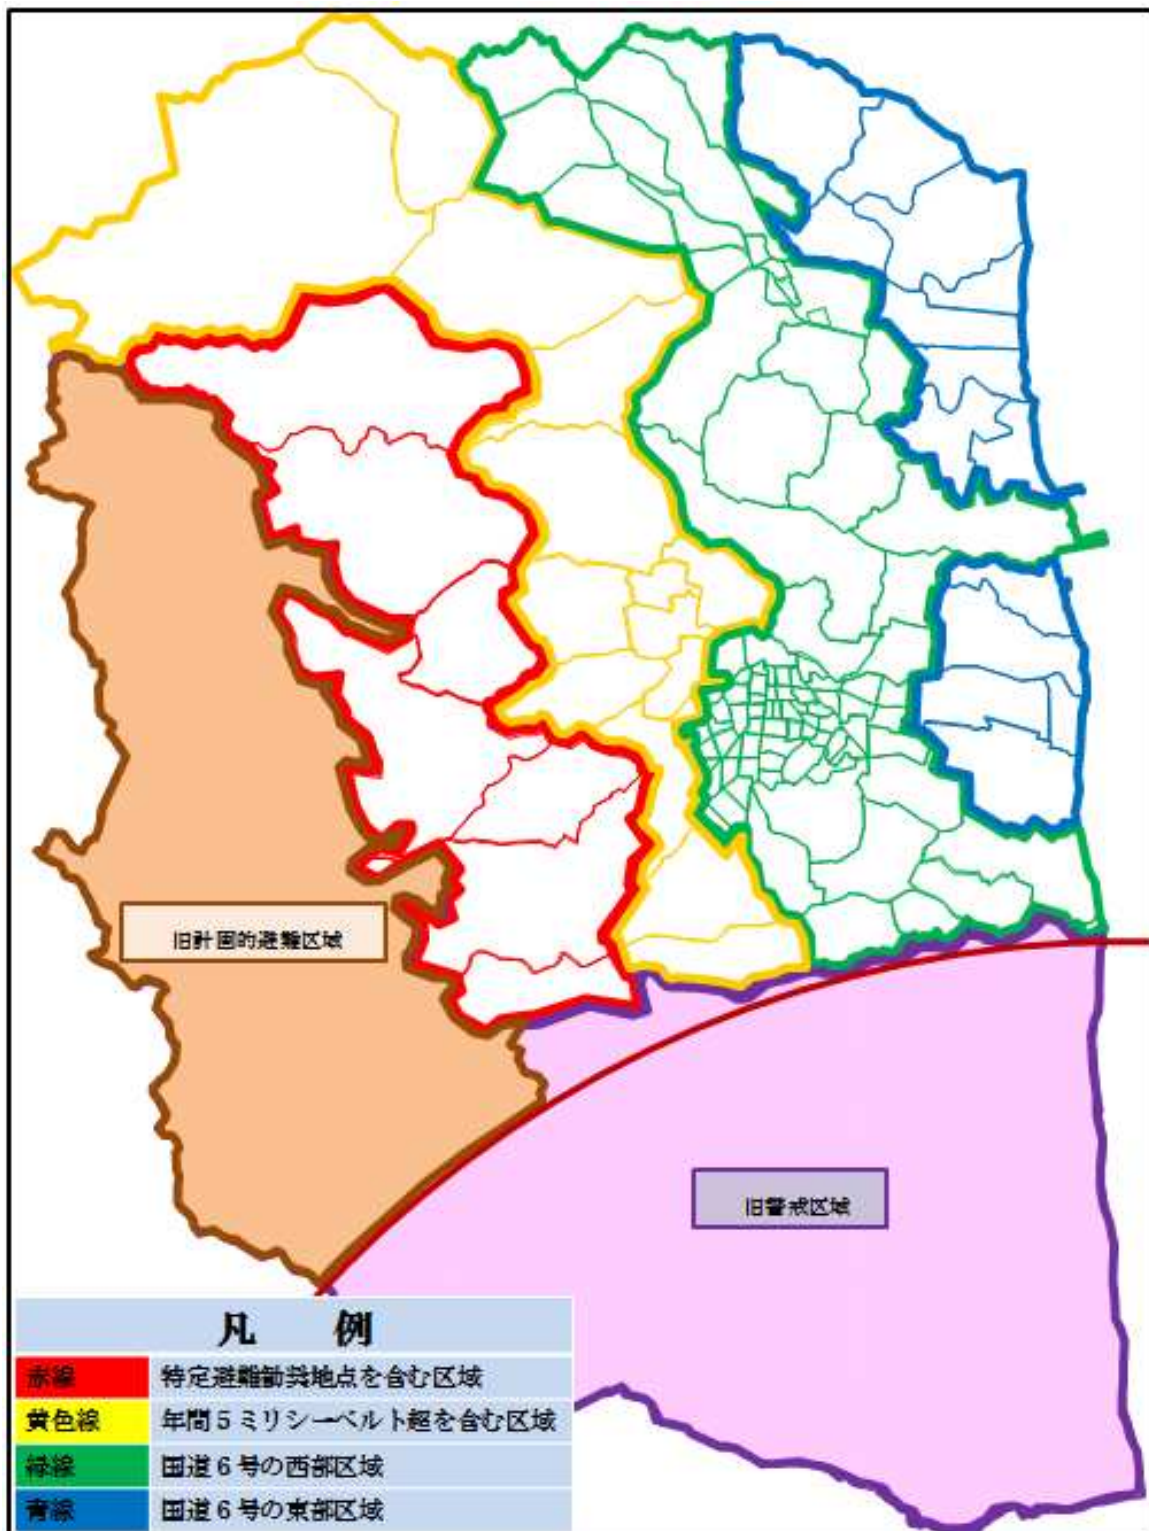 旧計画的避難区域
旧警戒区域
凡 例
赤線 特定避難勧奨地点を含む区域
黄色線 年間5ミリシーベルト超を含む区域
緑線 国道6号の西部区域
青線 国道6号の東部区域